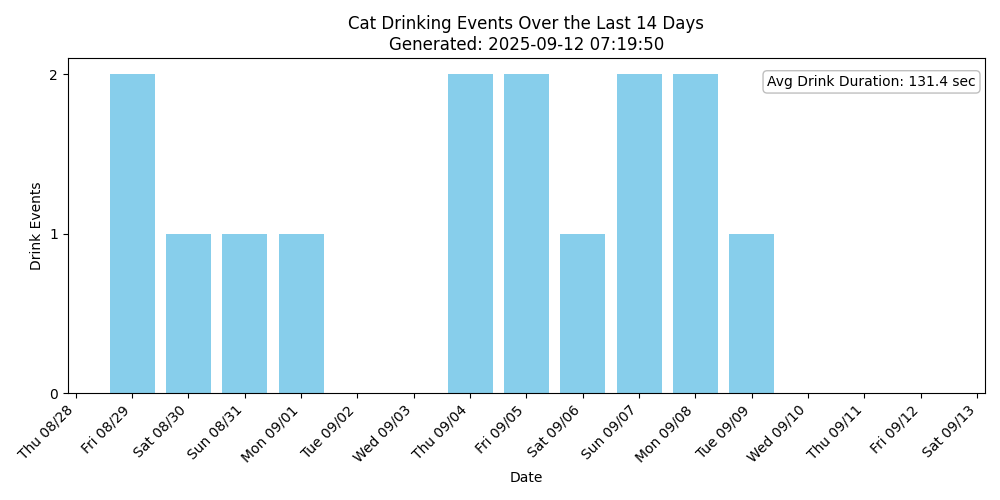 Cat Drinking Events Over the Last 14 Days
Generated: 2025-09-12 07:19:50
Avg Drink Duration: 131.4 sec
Drink Events
2
1
0
Thu 08/28
Fri 08/29
Sat 08/30
Sun 08/31
Mon 09/01
Tue 09/02
Wed 09/03
Thu 09/04
Fri 09/05
Sat 09/06
Sun 09/07
Mon 09/08
Tue 09/09
Wed 09/10
Thu 09/11
Fri 09/12
Sat 09/13
Date